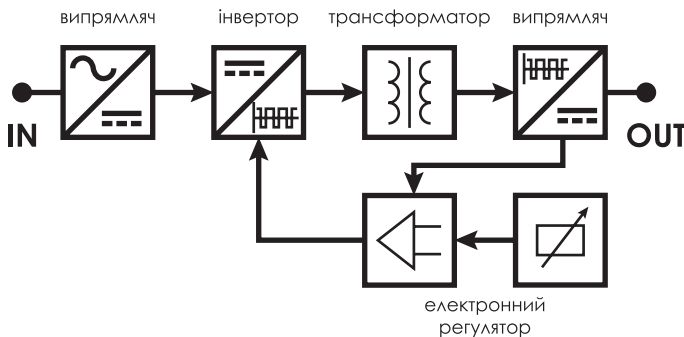 випрямляч
інвертор
трансформатор
випрямляч
IN
OUT
електронний
регулятор